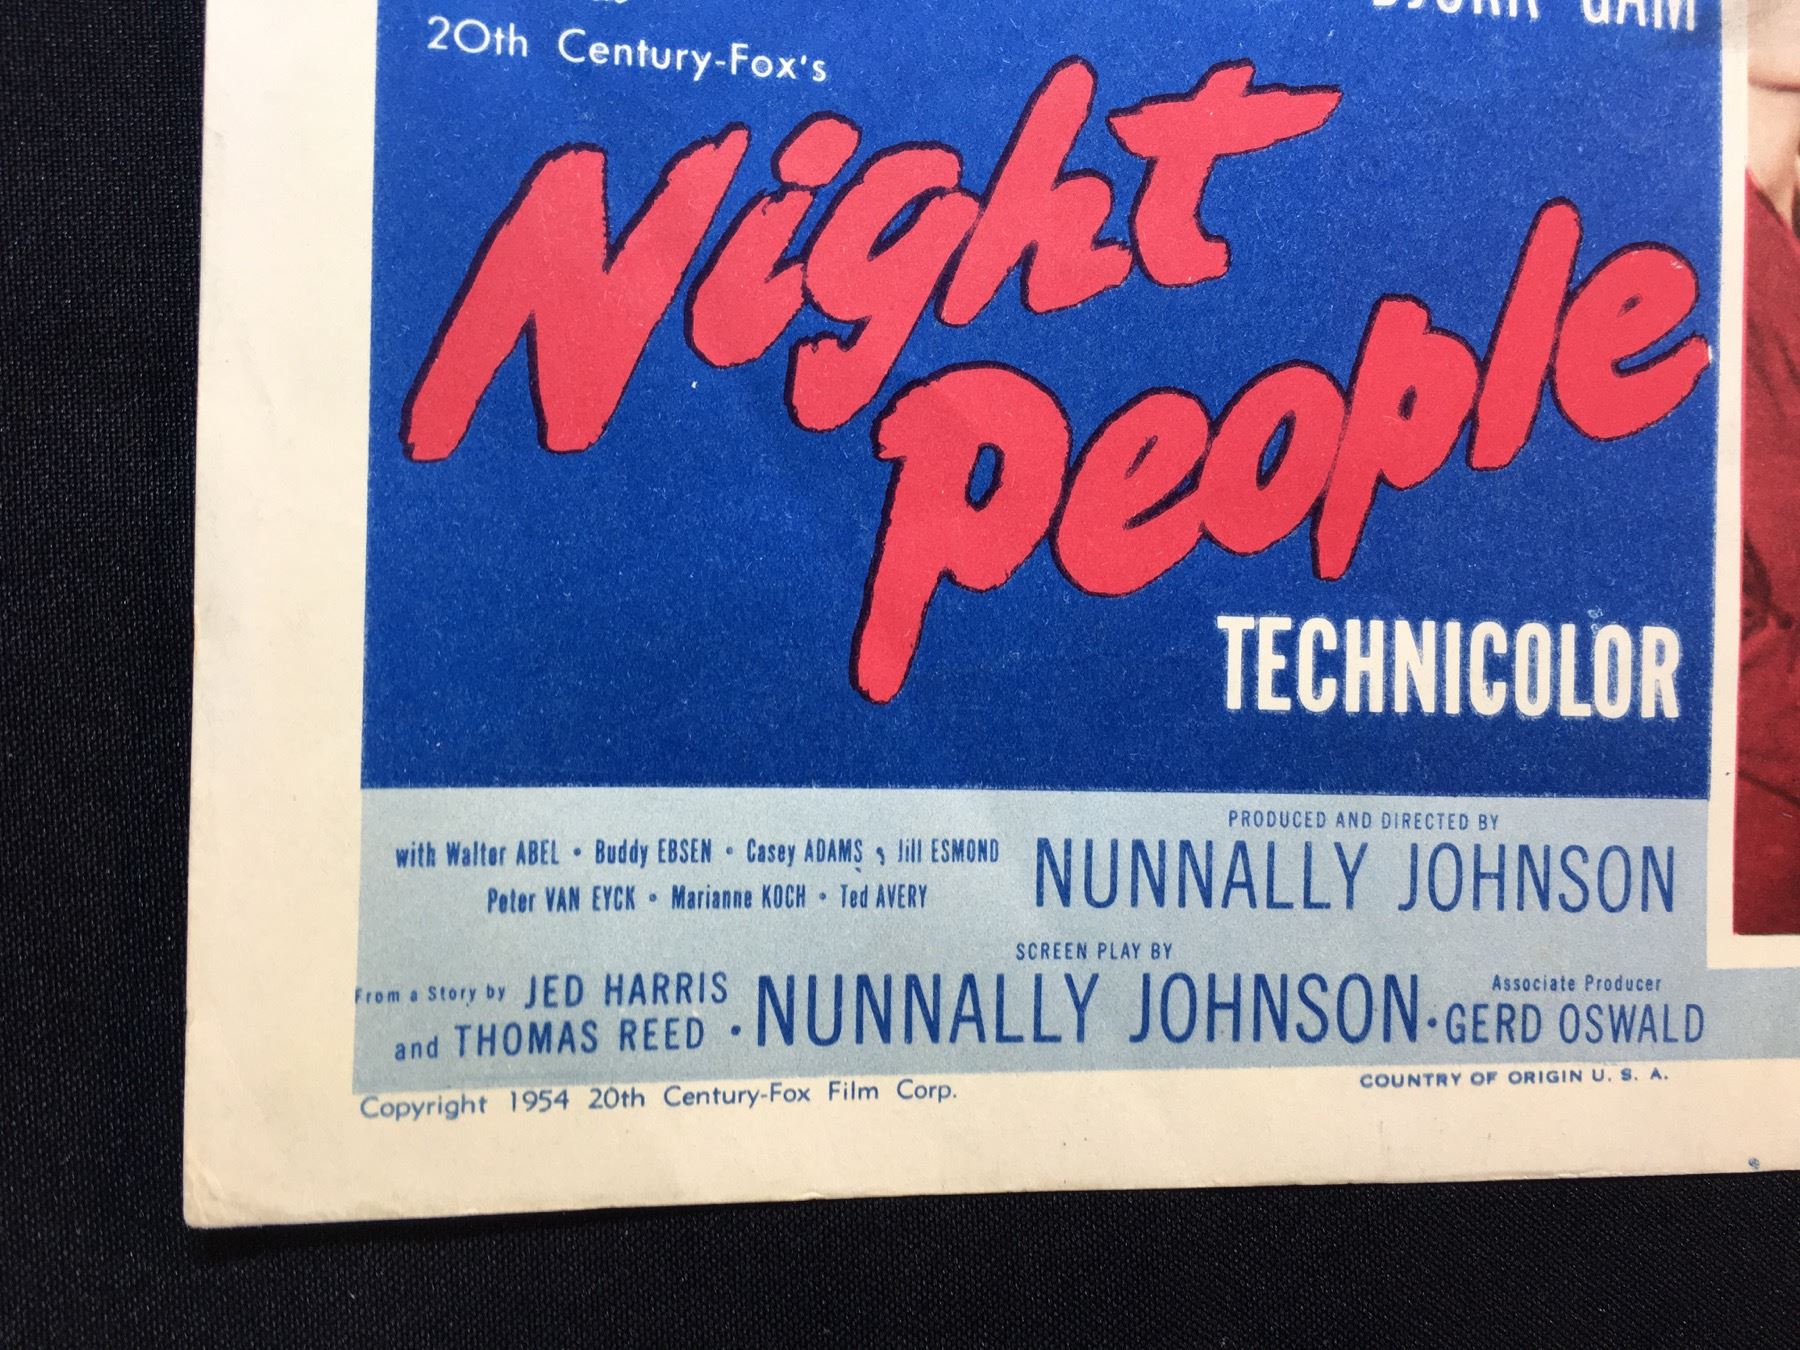 20th Century-Fox's
Night
People
TECHNICOLOR
with Walter ABEL • Buddy EBSEN • Casey ADAMS • Jill ESMOND
Peter VAN EYCK • Marianne KOCH • Ted AVERY
PRODUCED AND DIRECTED BY
NUNNALLY JOHNSON
From a Story by JED HARRIS
and THOMAS REED •
SCREEN PLAY BY
NUNNALLY JOHNSON •
Associate Producer
GERD OSWALD
Copyright 1954 20th Century-Fox Film Corp.
COUNTRY OF ORIGIN U. S. A.